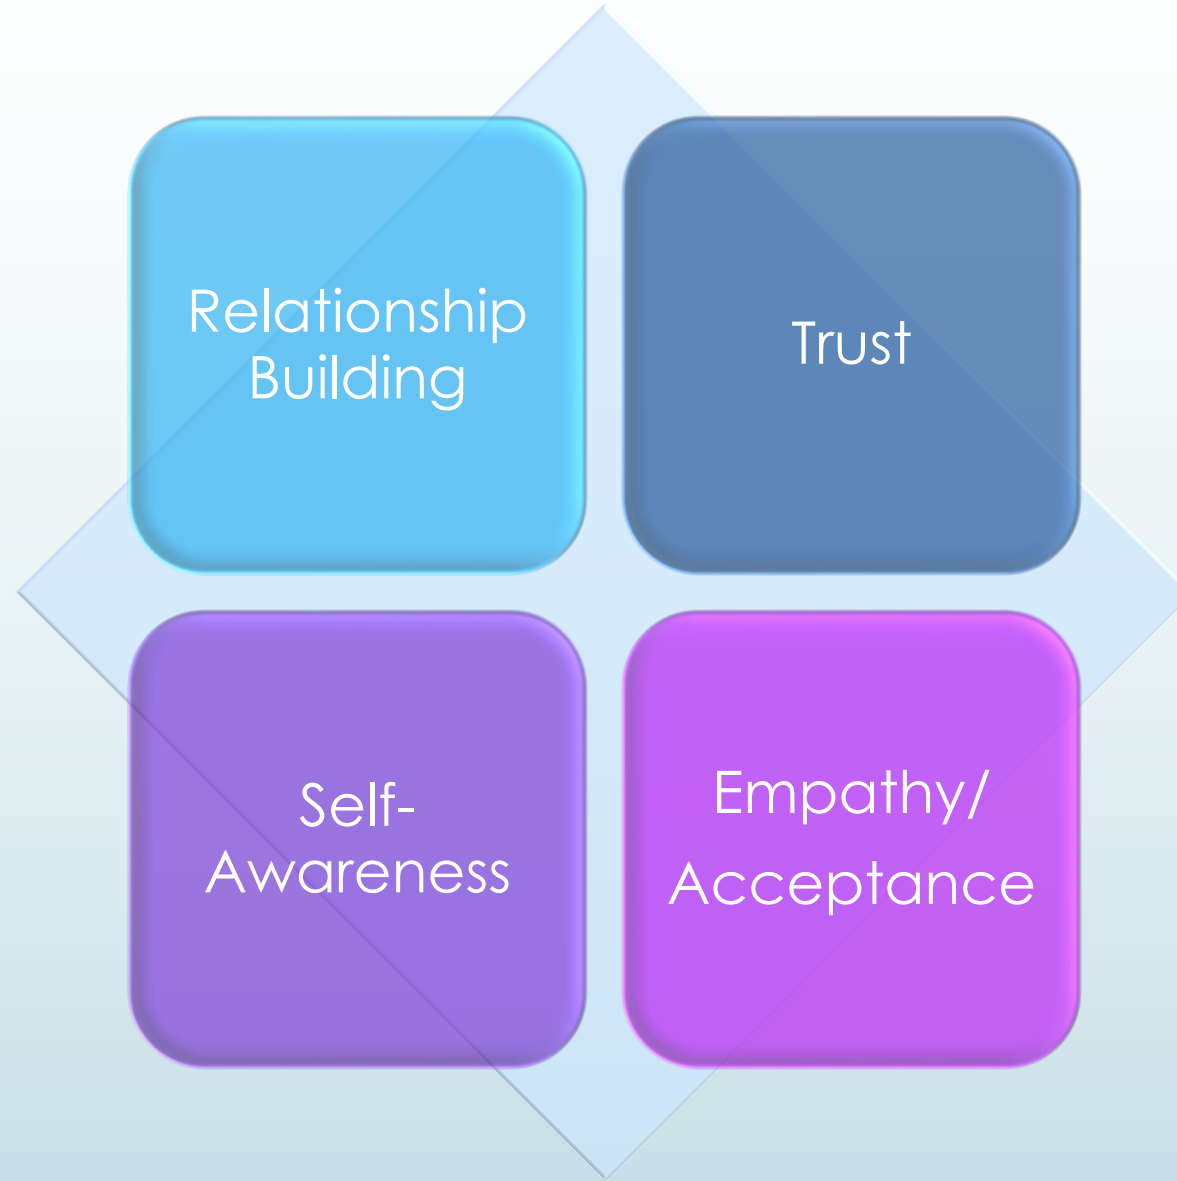 Relationship
Building
Trust
Self-
Awareness
Empathy/
Acceptance